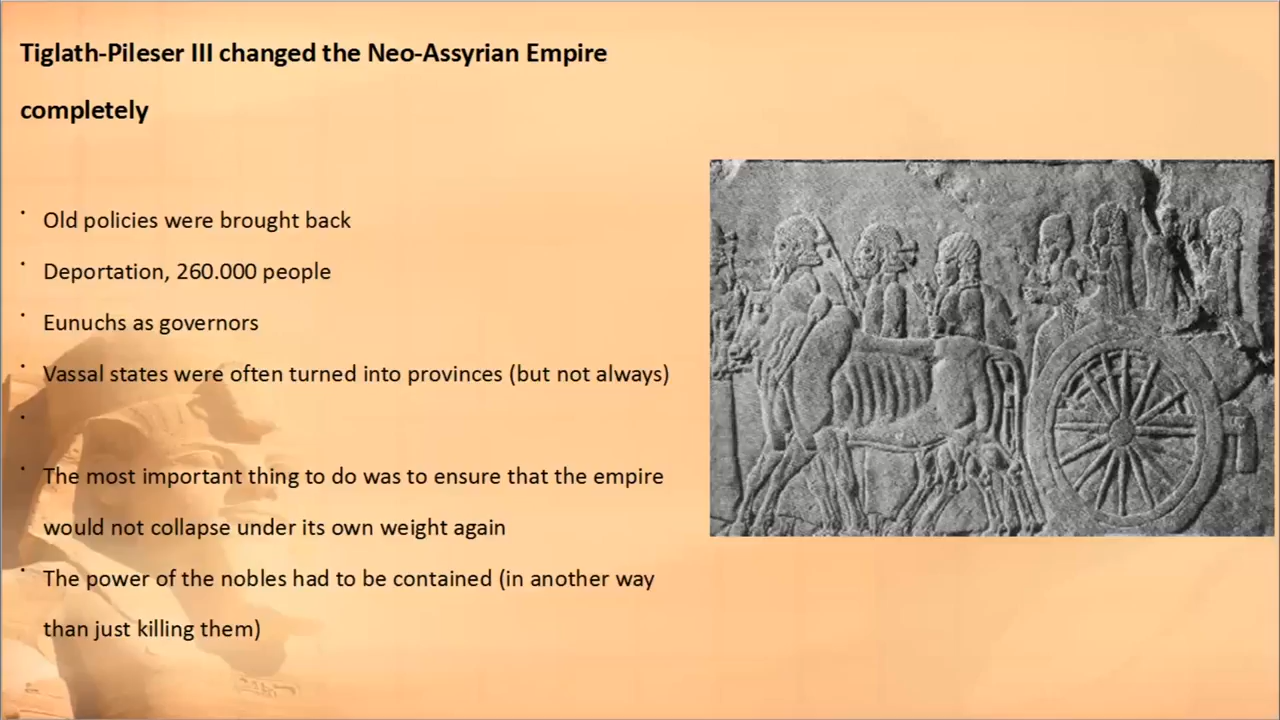 Tiglath-Pileser III changed the Neo-Assyrian Empire
completely
• Old policies were brought back
• Deportation, 260.000 people
• Eunuchs as governors
• Vassal states were often turned into provinces (but not always)
•
• The most important thing to do was to ensure that the empire
would not collapse under its own weight again
• The power of the nobles had to be contained (in another way
than just killing them)